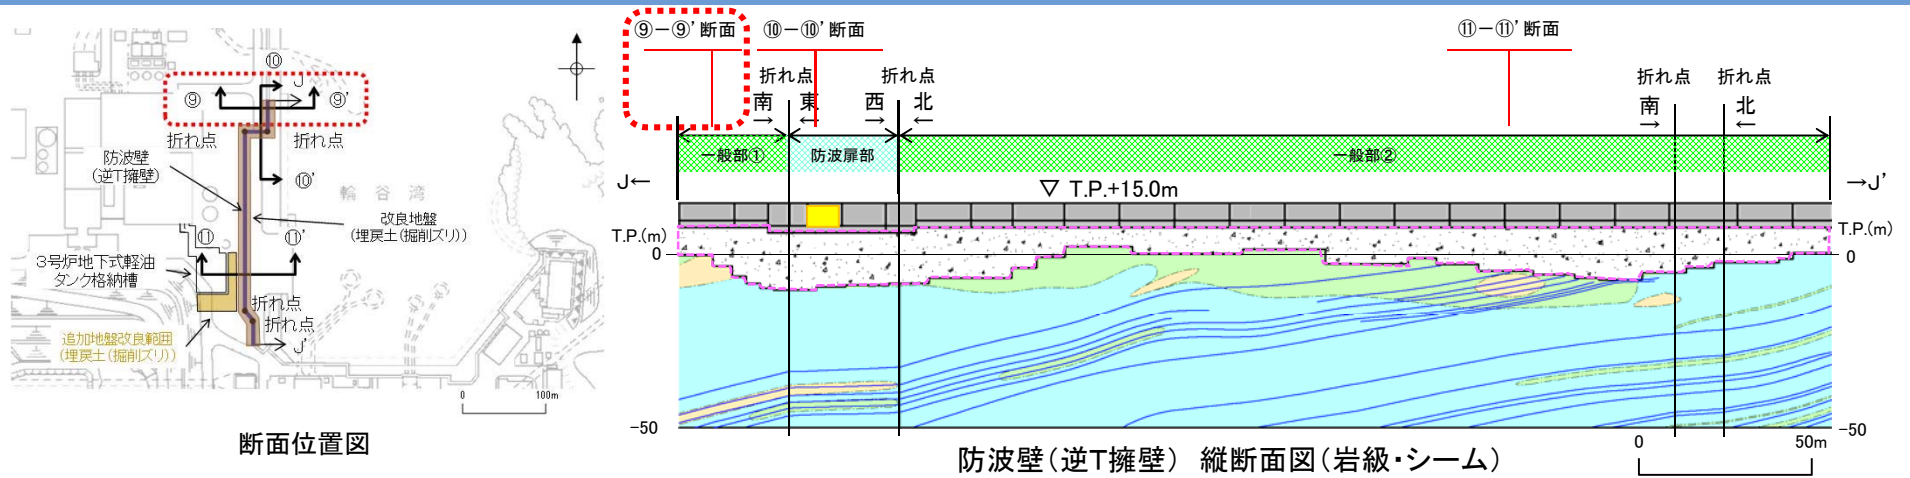 ⑩
J
⑨
⑨’
折れ点
折れ点
防波壁
(逆T擁壁)
⑩’
輪谷湾
改良地盤
(埋戻土(掘削ズリ))
⑪
⑪’
3号炉地下式軽油
タンク格納槽
折れ点
折れ点
追加地盤改良範囲
(埋戻土(掘削ズリ))
J’
0
100m
断面位置図
⑨-⑨’断面
⑩-⑩’断面
⑪-⑪’断面
折れ点
折れ点
折れ点
折れ点
南→
東←
西→
北←
南→
北←
一般部①
防波扉部
一般部②
J←
→J’
▽ T.P.+15.0m
T.P.(m)
T.P.(m)
0
0
-50
-50
0
50m
防波壁(逆T擁壁) 縦断面図(岩級・シーム)